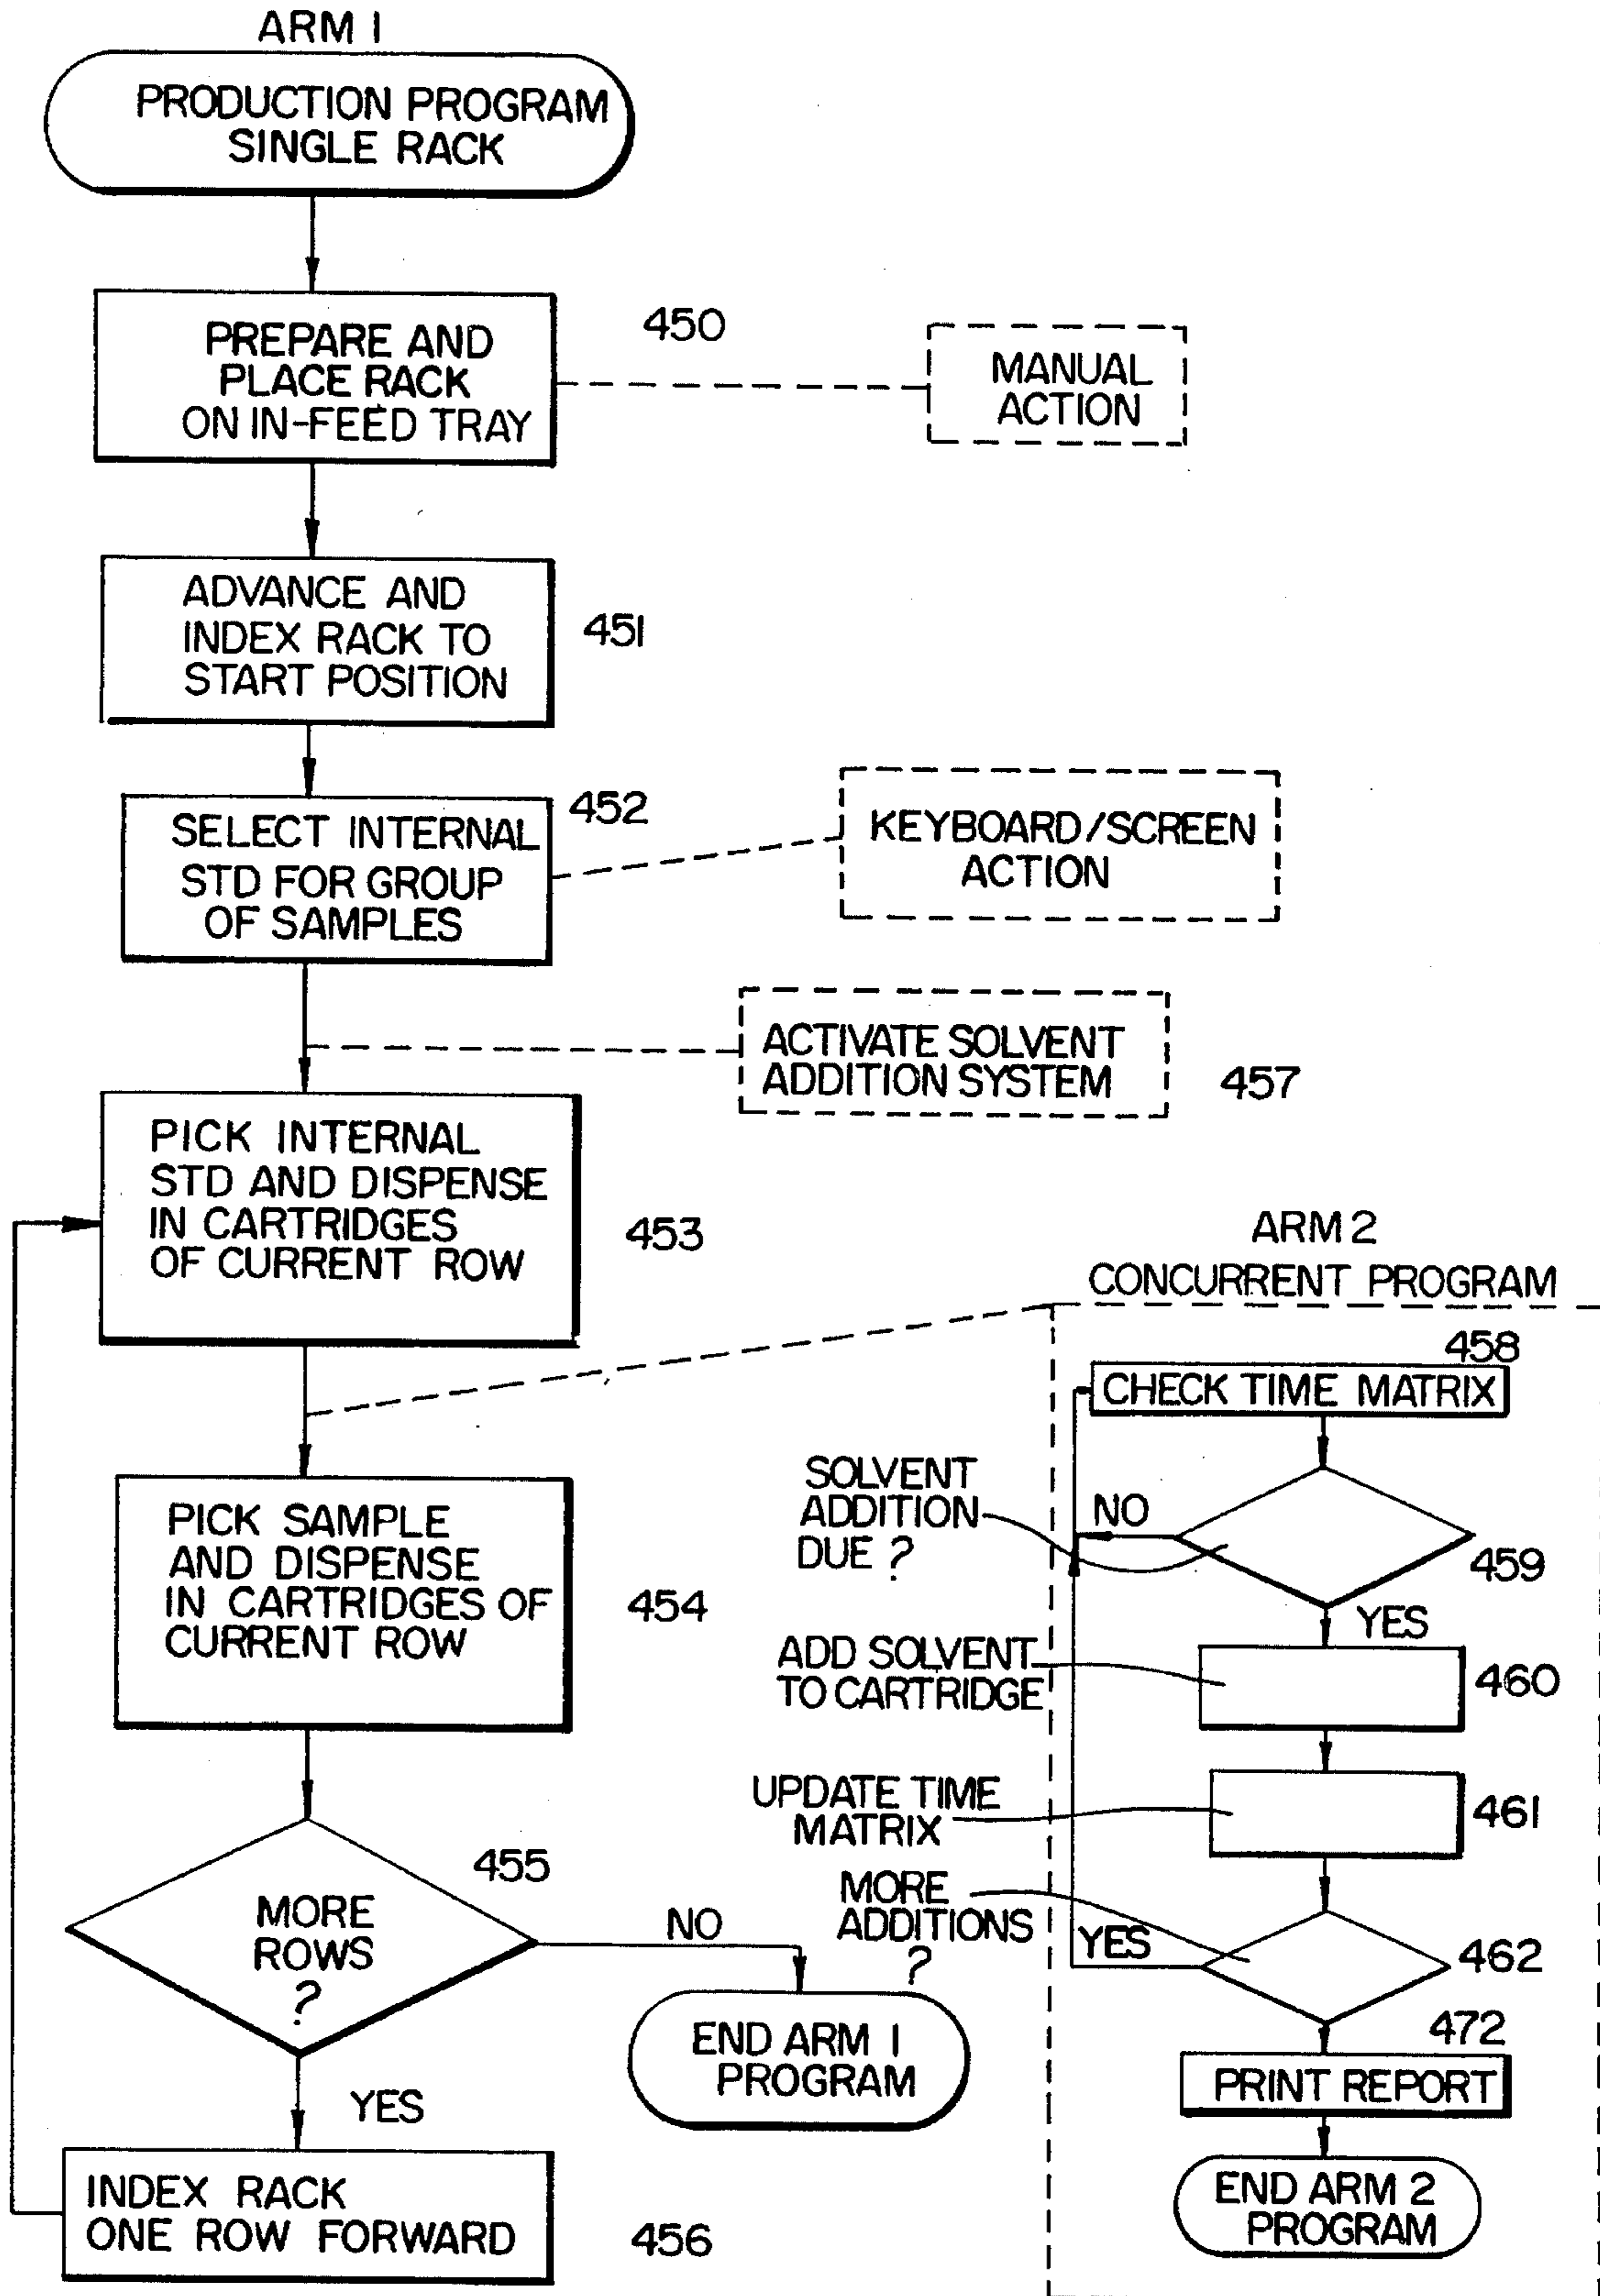 ARM 1
PRODUCTION PROGRAM
SINGLE RACK
PREPARE AND
PLACE RACK
ON IN-FEED TRAY
450
MANUAL
ACTION
ADVANCE AND
INDEX RACK TO
START POSITION
451
SELECT INTERNAL
STD FOR GROUP
OF SAMPLES
452
KEYBOARD/SCREEN
ACTION
ACTIVATE SOLVENT
ADDITION SYSTEM
457
PICK INTERNAL
STD AND DISPENSE
IN CARTRIDGES
OF CURRENT ROW
453
PICK SAMPLE
AND DISPENSE
IN CARTRIDGES OF
CURRENT ROW
454
MORE
ROWS
?
455
NO
END ARM 1
PROGRAM
YES
INDEX RACK
ONE ROW FORWARD
456
ARM 2
CONCURRENT PROGRAM
458
CHECK TIME MATRIX
SOLVENT
ADDITION
DUE ?
NO
459
YES
ADD SOLVENT
TO CARTRIDGE
460
UPDATE TIME
MATRIX
461
MORE
ADDITIONS
?
YES
462
472
PRINT REPORT
END ARM 2
PROGRAM